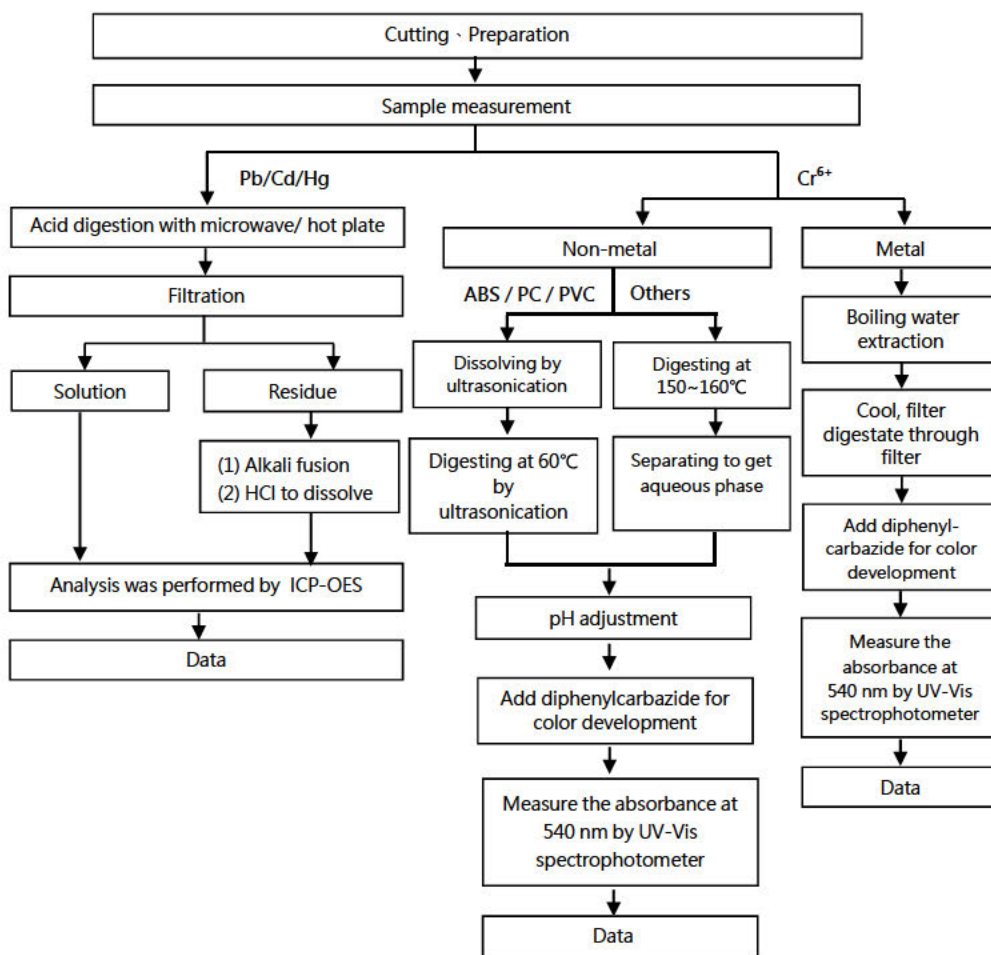 Cutting、Preparation
Sample measurement
Pb/Cd/Hg
Cr⁶⁺
Acid digestion with microwave/ hot plate
Filtration
Solution
Residue
(1) Alkali fusion
(2) HCl to dissolve
Analysis was performed by ICP-OES
Data
Non-metal
ABS / PC / PVC
Others
Dissolving by
ultrasonication
Digesting at 60℃
by
ultrasonication
Digesting at
150~160℃
Separating to get
aqueous phase
pH adjustment
Add diphenylcarbazide for
color development
Measure the absorbance at
540 nm by UV-Vis
spectrophotometer
Data
Metal
Boiling water
extraction
Cool, filter
digestate through
filter
Add diphenyl-
carbazide for color
development
Measure the
absorbance at
540 nm by UV-Vis
spectrophotometer
Data